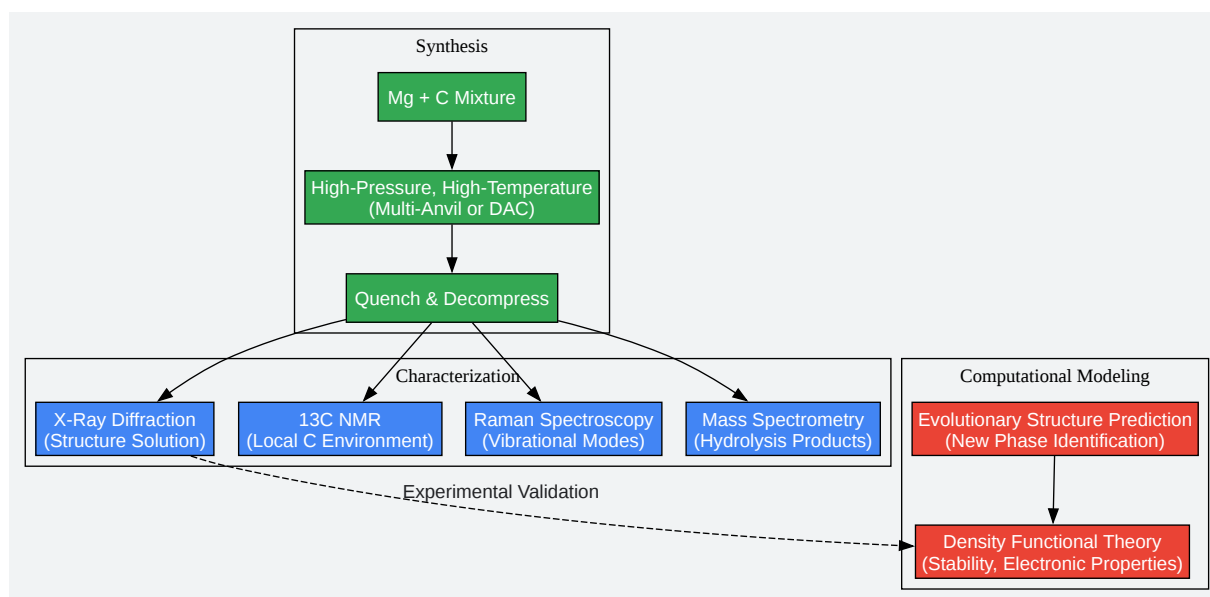 Synthesis
Mg + C Mixture
High-Pressure, High-Temperature
(Multi-Anvil or DAC)
Quench & Decompress
Characterization
X-Ray Diffraction
(Structure Solution)
13C NMR
(Local C Environment)
Raman Spectroscopy
(Vibrational Modes)
Mass Spectrometry
(Hydrolysis Products)
Computational Modeling
Evolutionary Structure Prediction
(New Phase Identification)
Experimental Validation
Density Functional Theory
(Stability, Electronic Properties)